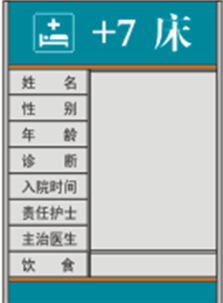 +7 床
姓 名
性 别
年 龄
诊 断
入院时间
责任护士
主治医生
饮 食